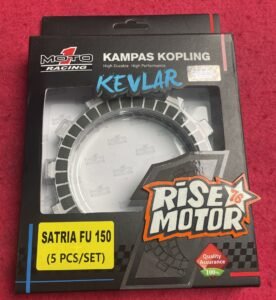 MOTO 1
RACING
KAMPAS KOPLING
High Durable High Performance
KEVLAR
SATRIA FU 150
(5 PCS/SET)
RISE
MOTOR
Quality
Assurance
100%